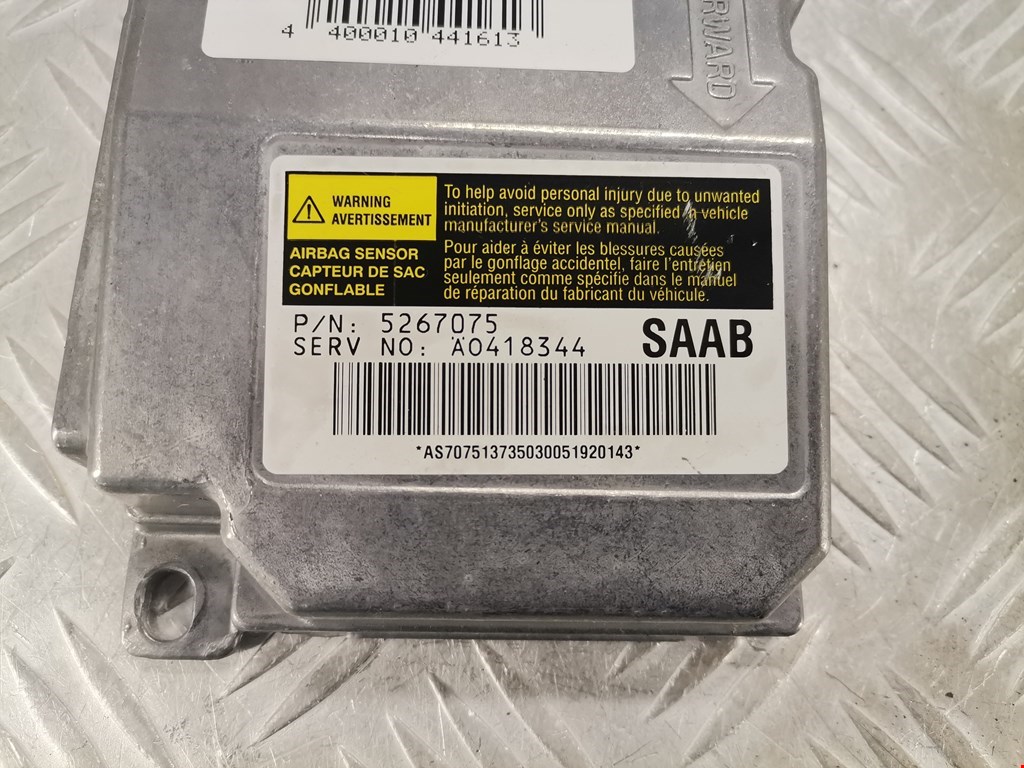 4 400010 441613
RWARD
WARNING
AVERTISSEMENT
AIRBAG SENSOR
CAPTEUR DE SAC
GONFLABLE
To help avoid personal injury due to unwanted
initiation, service only as specified in vehicle
manufacturer's service manual.
Pour aider à éviter les blessures causées
par le gonflage accidentel, faire l'entretien
seulement comme spécifie dans le manuel
de réparation du fabricant du véhicule.
P/N: 5267075
SERV NO: A0418344
SAAB
*AS707513735030051920143*